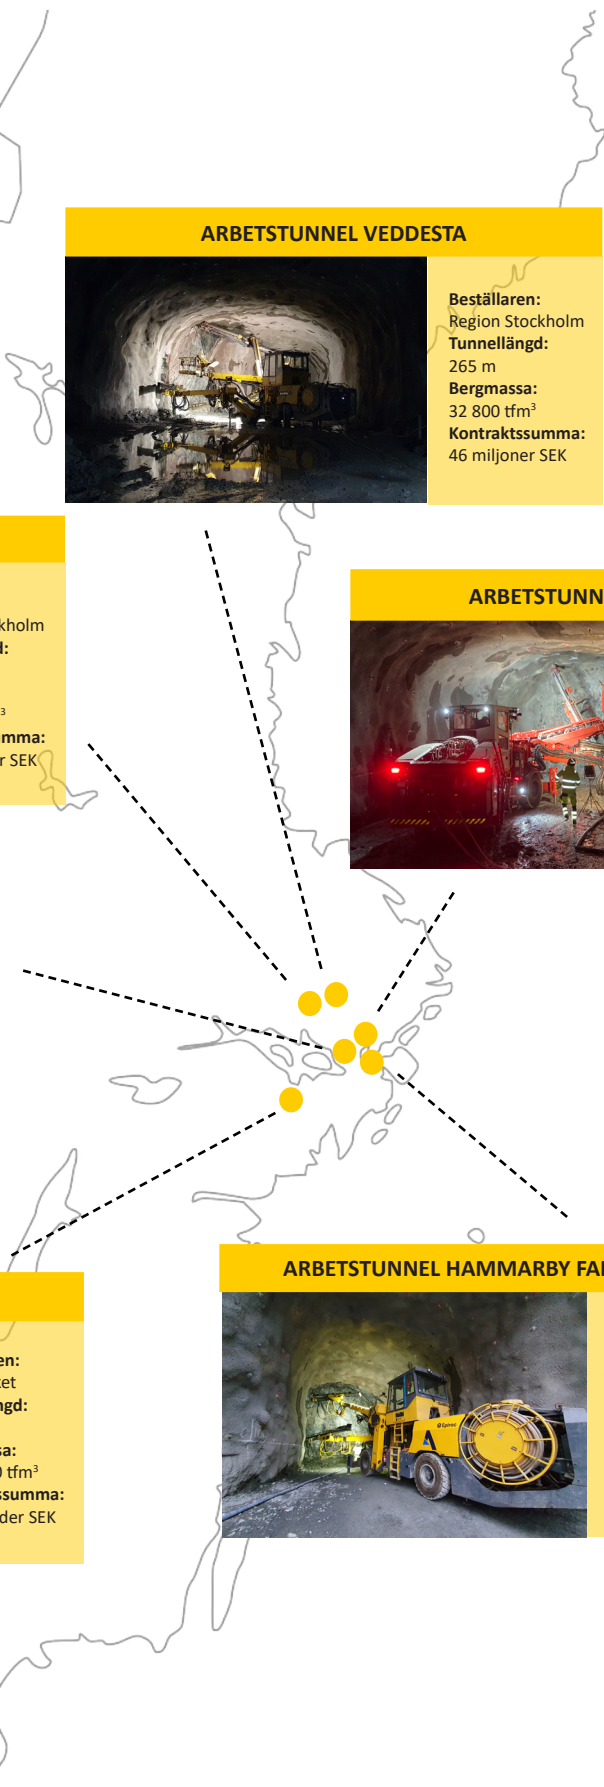 ARBETSTUNNEL VEDDESTA
Beställaren:
Region Stockholm
Tunnellängd:
265 m
Bergmassa:
32 800 tfm³
Kontraktssumma:
46 miljoner SEK
kholm
d:
3
umma:
r SEK
ARBETSTUNN
ARBETSTUNNEL HAMMARBY FA
Epiroc
en:
ket
ngd:
sa:
0 tfm³
ssumma:
der SEK